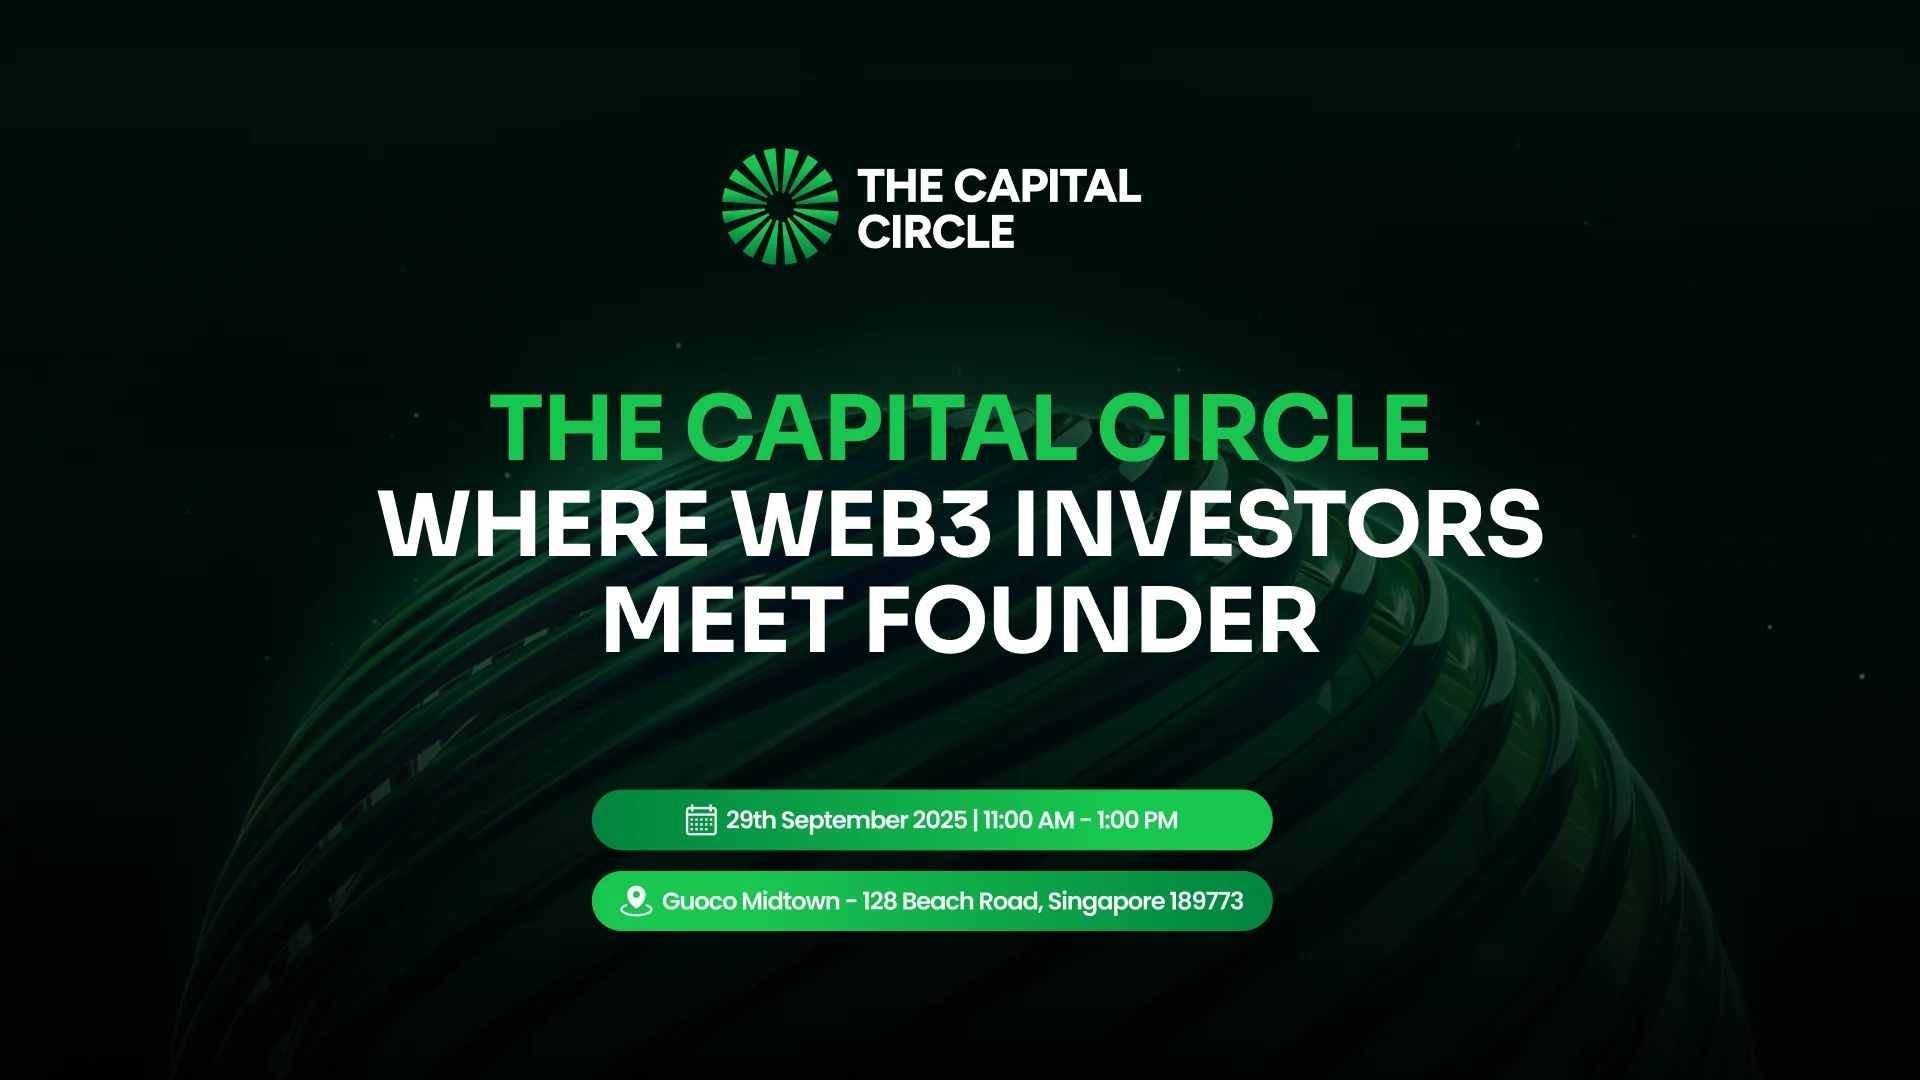 THE CAPITAL
CIRCLE
THE CAPITAL CIRCLE
WHERE WEB3 INVESTORS
MEET FOUNDER
29th September 2025 | 11:00 AM - 1:00 PM
Guoco Midtown - 128 Beach Road, Singapore 189773